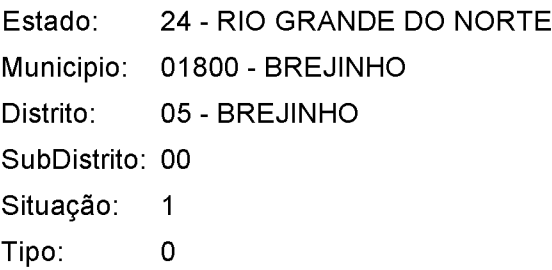 Estado: 24 - RIO GRANDE DO NORTE
Municipio: 01800 - BREJINHO
Distrito: 05 - BREJINHO
SubDistrito: 00
Situação: 1
Tipo: 0